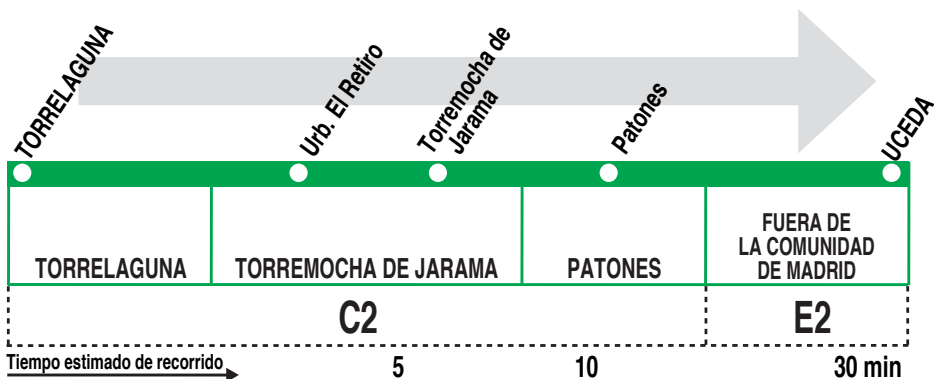 TORRELAGUNA
Urb. El Retiro
Torremocha de
Jarama
Patones
UCEDA
TORRELAGUNA
TORREMOCHA DE JARAMA
PATONES
FUERA DE
LA COMUNIDAD
DE MADRID
C2
E2
Tiempo estimado de recorrido
5
10
30 min